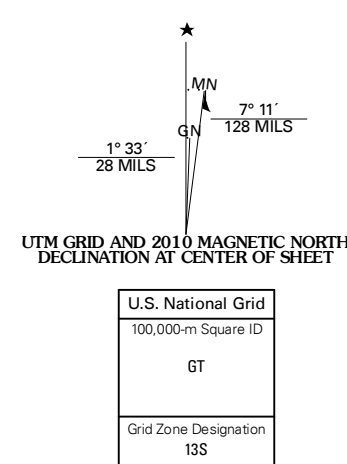 ★
MN
GN
7° 11´
128 MILS
1° 33´
28 MILS
UTM GRID AND 2010 MAGNETIC NORTH
DECLINATION AT CENTER OF SHEET
U.S. National Grid
100,000-m Square ID
GT
Grid Zone Designation
13S